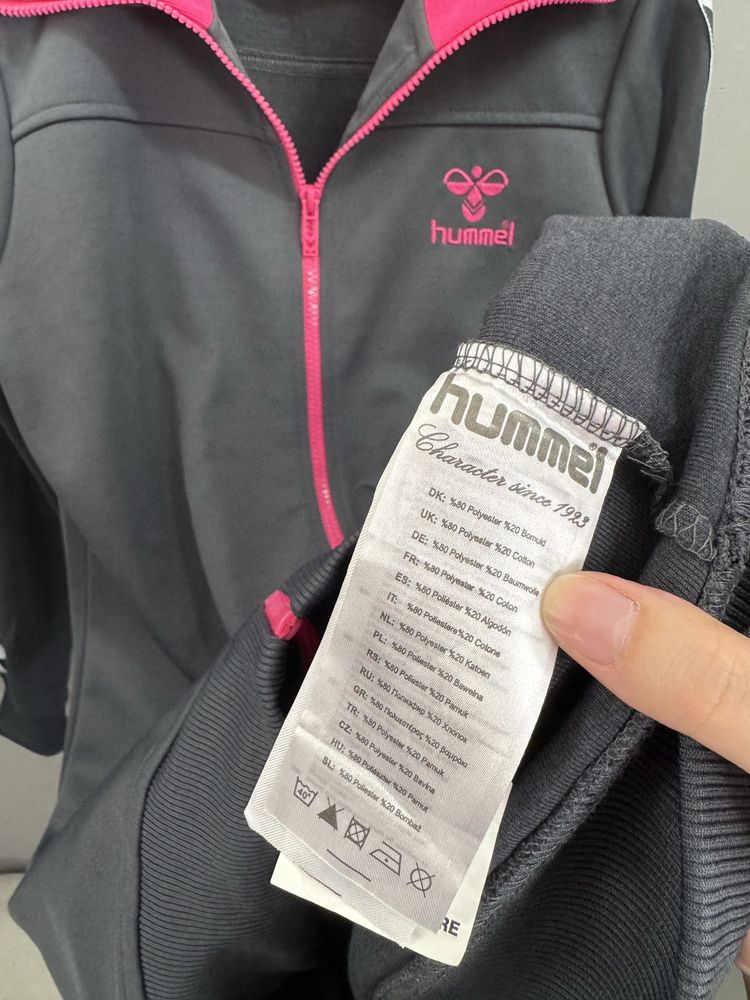 hummel
hummel
Character since 1923
DK: %80 Polyester %20 Bomuld
UK: %80 Polyester %20 Cotton
DE: %80 Polyester %20 Baumwolle
FR: %80 Polyester %20 Coton
ES: %80 Poliéster %20 Algodón
IT: %80 Poliestere%20 Cotone
NL: %80 Polyester %20 Katoen
PL: %80 Poliester %20 Bawelna
RS: %80 Poliester %20 Pamuk
RU: %80 Полиэфир %20 Хлопок
GR: %80 Πολυεστέρας %20 βαμβάκι
TR: %80 Polyester %20 Pamuk
CZ: %80 Polyester %20 Bavlna
HU: %80 Poliészter %20 Pamut
SL: %80 Poliester %20 Bombaž
40°
RE